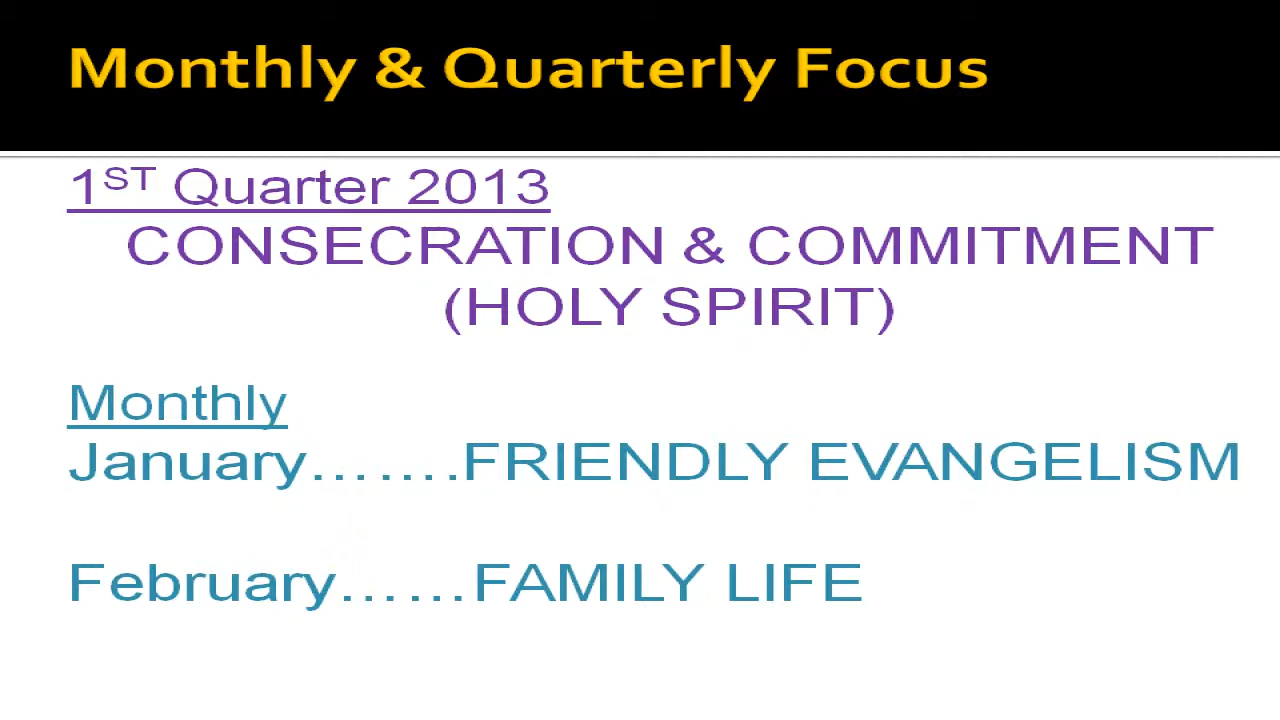 Monthly & Quarterly Focus
1ST Quarter 2013
CONSECRATION & COMMITMENT
(HOLY SPIRIT)
Monthly
January…….FRIENDLY EVANGELISM
February……FAMILY LIFE